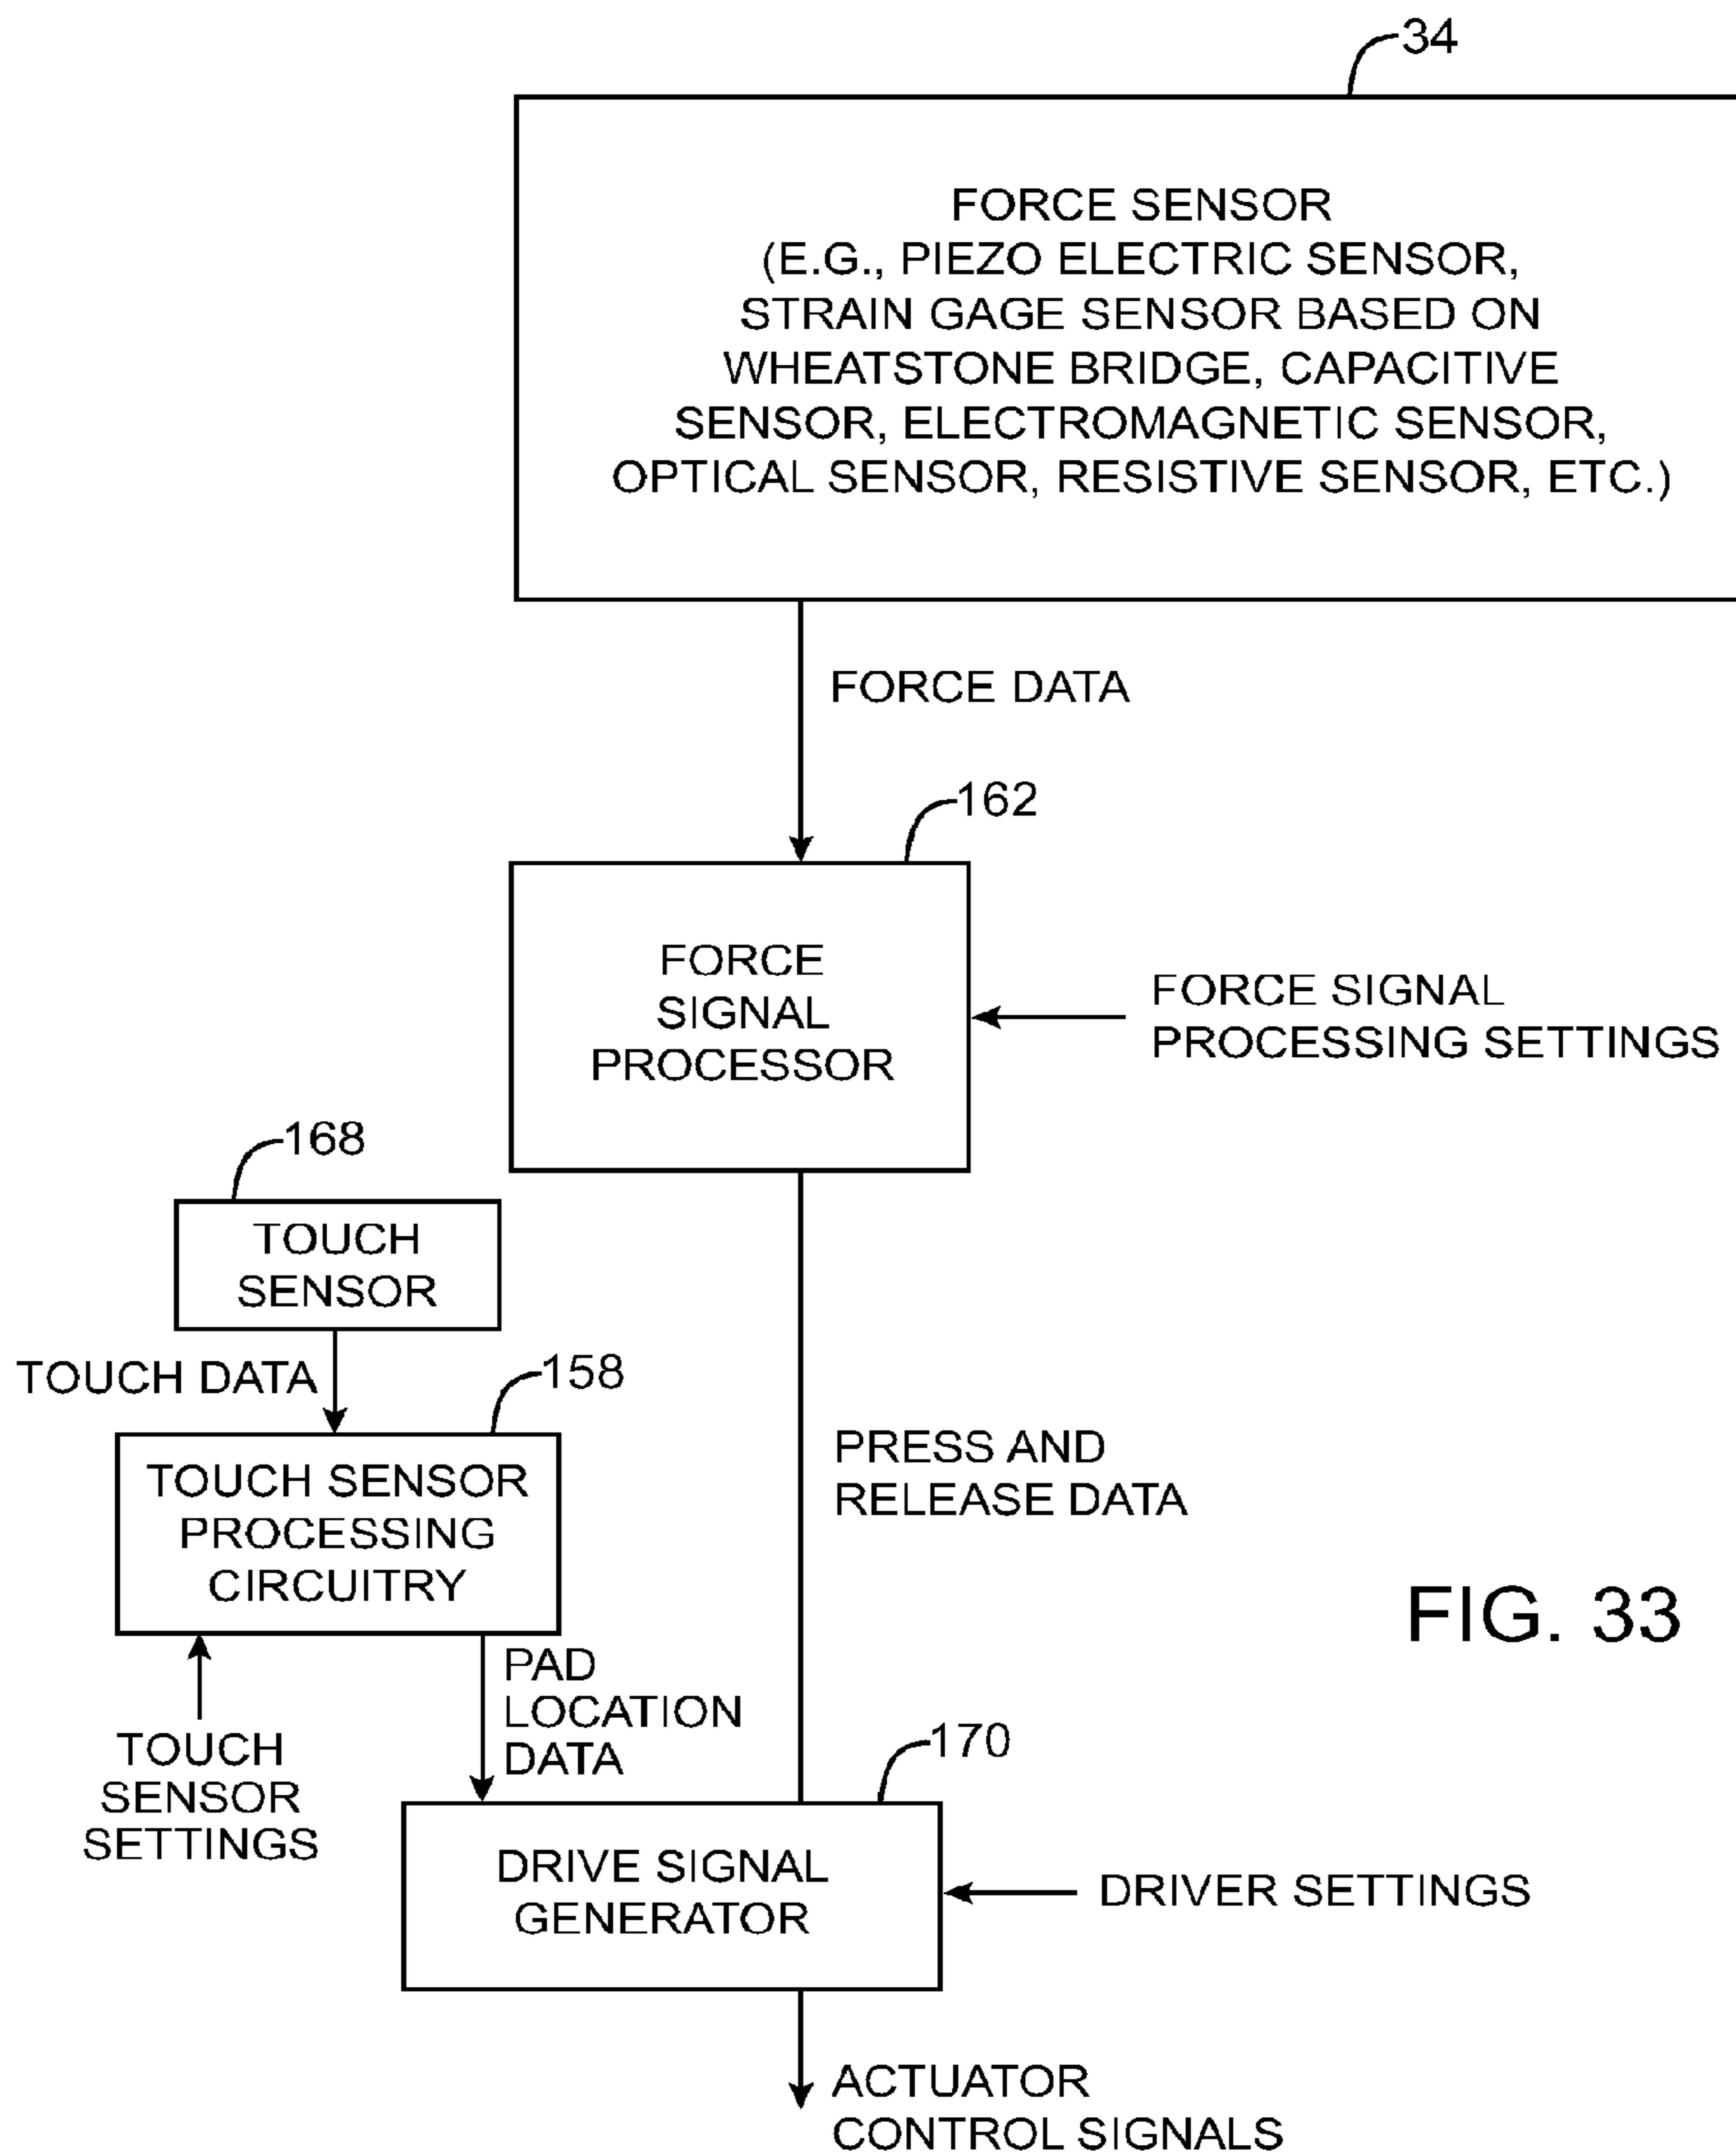 34
FORCE SENSOR
(E.G., PIEZO ELECTRIC SENSOR,
STRAIN GAGE SENSOR BASED ON
WHEATSTONE BRIDGE, CAPACITIVE
SENSOR, ELECTROMAGNETIC SENSOR,
OPTICAL SENSOR, RESISTIVE SENSOR, ETC.)
FORCE DATA
162
FORCE
SIGNAL
PROCESSOR
FORCE SIGNAL
PROCESSING SETTINGS
168
TOUCH
SENSOR
TOUCH DATA
158
TOUCH SENSOR
PROCESSING
CIRCUITRY
PRESS AND
RELEASE DATA
FIG. 33
TOUCH
SENSOR
SETTINGS
PAD
LOCATION
DATA
170
DRIVE SIGNAL
GENERATOR
DRIVER SETTINGS
ACTUATOR
CONTROL SIGNALS